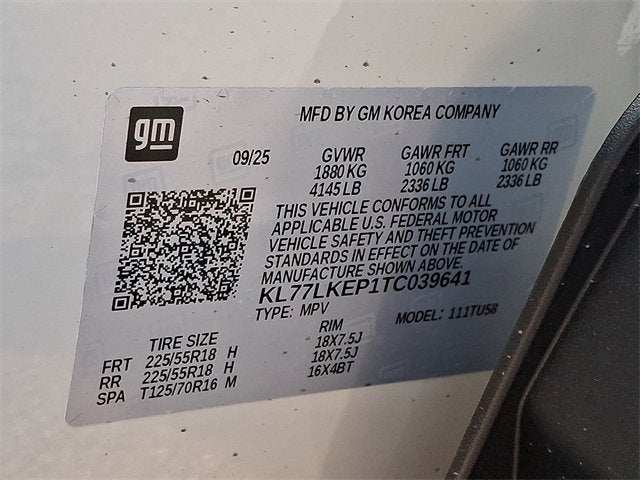 gm
MFD BY GM KOREA COMPANY
09/25 GVWR GAWR FRT GAWR RR
1880 KG 1060 KG 1060 KG
4145 LB 2336 LB 2336 LB
THIS VEHICLE CONFORMS TO ALL
APPLICABLE U.S. FEDERAL MOTOR
VEHICLE SAFETY AND THEFT PREVENTION
STANDARDS IN EFFECT ON THE DATE OF
MANUFACTURE SHOWN ABOVE.
KL77LKEP1TC039641
TYPE: MPV MODEL: 111TU58
TIRE SIZE RIM
FRT 225/55R18 H 18X7.5J
RR 225/55R18 H 18X7.5J
SPA T125/70R16 M 16X4BT